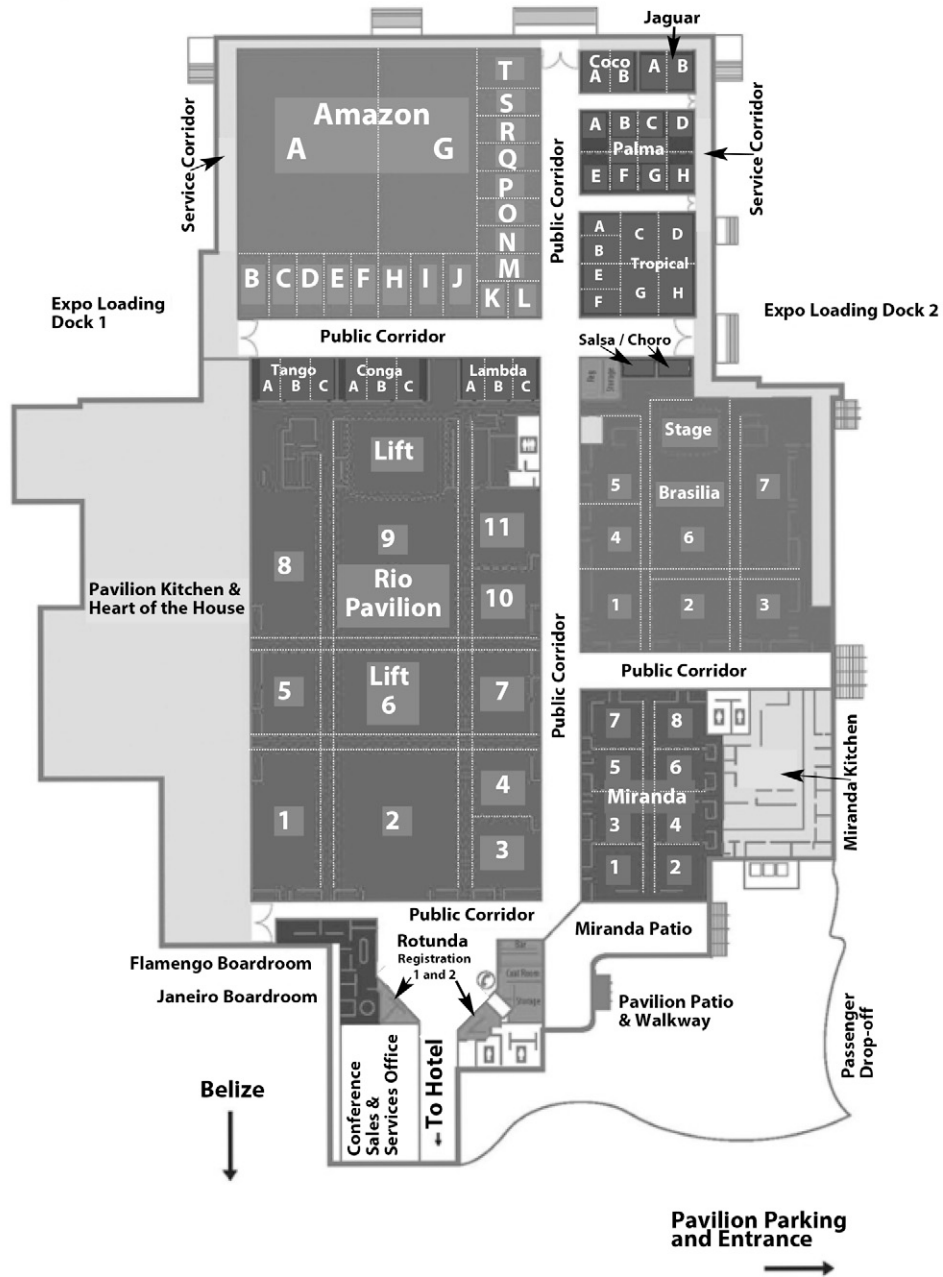 Jaguar
Coco
A B A B
T
S
R
Q
P
O
N
M
K L
Amazon
A G
B C D E F H I J
Service Corridor
Public Corridor
A B C D
Palma
E F G H
Service Corridor
A
B
C D
E
Tropical
F
G H
Expo Loading
Dock 1
Expo Loading Dock 2
Public Corridor
Salsa / Choro
Tango
A B C
Conga
A B C
Lambda
A B C
Storage
Lift
Stage
5
Brasilia
7
4
6
1
2
3
11
9
8
Rio
Pavilion
10
Pavilion Kitchen &
Heart of the House
Public Corridor
5
Lift
6
7
Public Corridor
7 8
5 6
Miranda
3 4
1 2
Miranda Kitchen
1
2
4
3
Public Corridor
Miranda Patio
Rotunda
Registration
1 and 2
Bar
Storage
Flamengo Boardroom
Janeiro Boardroom
Pavilion Patio
& Walkway
Passenger
Drop-off
Conference
Sales &
Services Office
To Hotel
Belize
Pavilion Parking
and Entrance